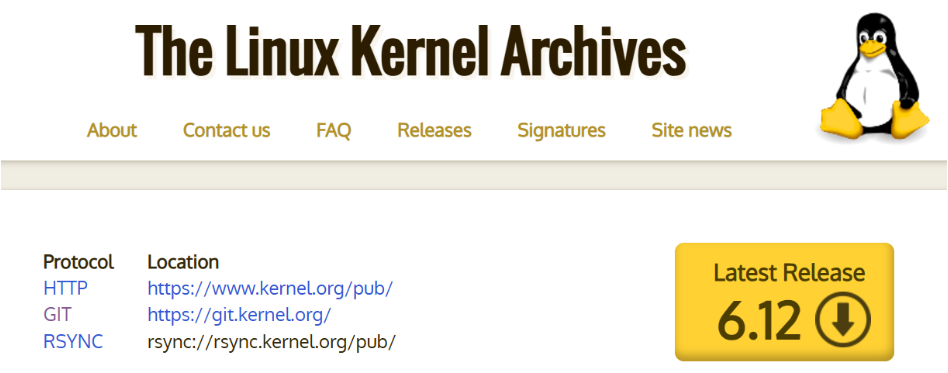 The Linux Kernel Archives
About Contact us FAQ Releases Signatures Site news
Protocol Location
HTTP https://www.kernel.org/pub/
GIT https://git.kernel.org/
RSYNC rsync://rsync.kernel.org/pub/
Latest Release
6.12